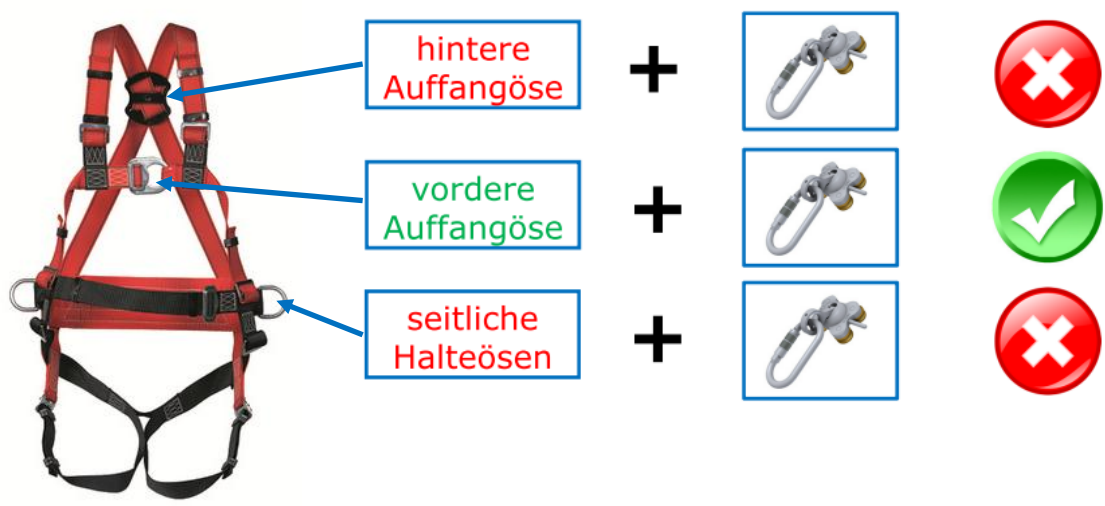 hintere
Auffangöse
vordere
Auffangöse
seitliche
Halteösen